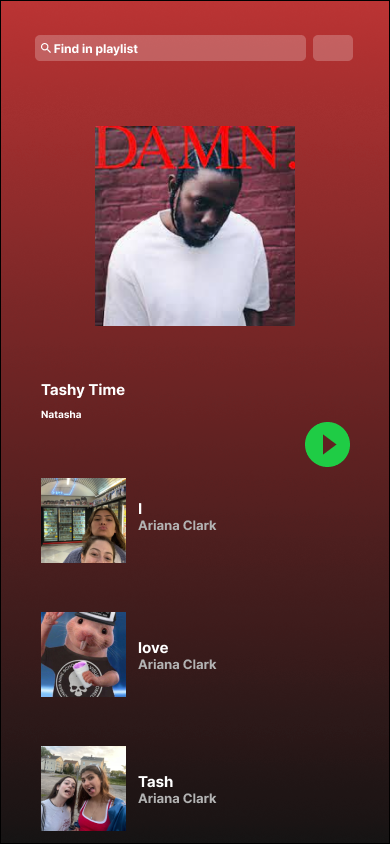 Find in playlist
DAMN.
Tashy Time
Natasha
I
Ariana Clark
love
Ariana Clark
Tash
Ariana Clark